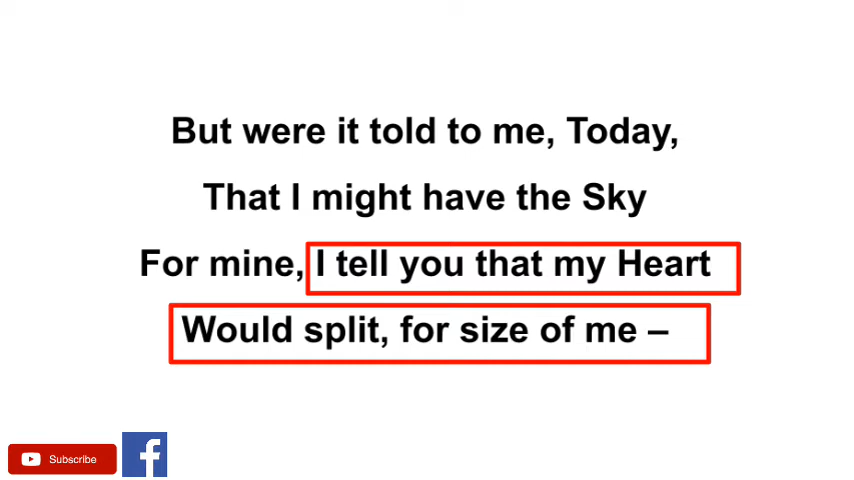 But were it told to me, Today,
That I might have the Sky
For mine, I tell you that my Heart
Would split, for size of me –
Subscribe
f